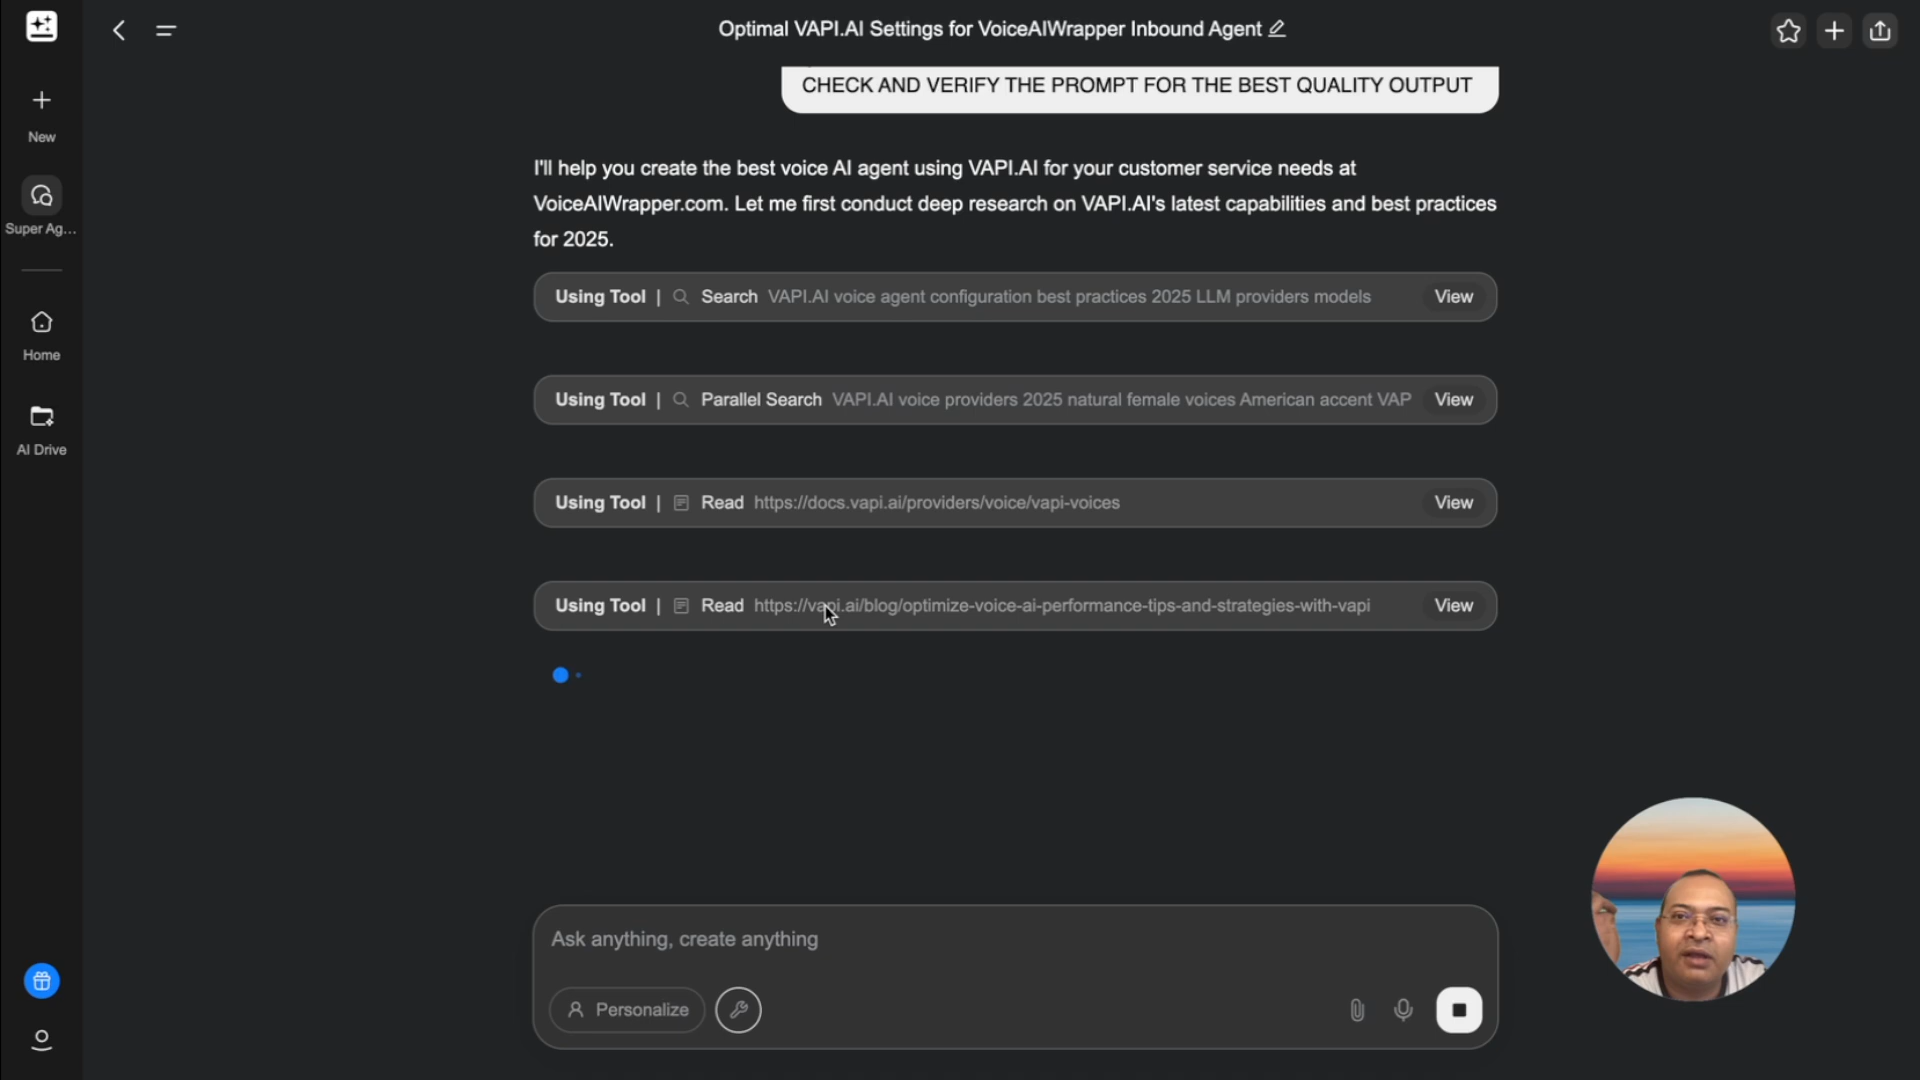 Optimal VAPI.AI Settings for VoiceAIWrapper Inbound Agent
New
Super Ag...
Home
AI Drive
CHECK AND VERIFY THE PROMPT FOR THE BEST QUALITY OUTPUT
I'll help you create the best voice AI agent using VAPI.AI for your customer service needs at
VoiceAIWrapper.com. Let me first conduct deep research on VAPI.AI's latest capabilities and best practices
for 2025.
Using Tool | Search VAPI.AI voice agent configuration best practices 2025 LLM providers models View
Using Tool | Parallel Search VAPI.AI voice providers 2025 natural female voices American accent VAP View
Using Tool | Read https://docs.vapi.ai/providers/voice/vapi-voices View
Using Tool | Read https://vapi.ai/blog/optimize-voice-ai-performance-tips-and-strategies-with-vapi View
Ask anything, create anything
Personalize